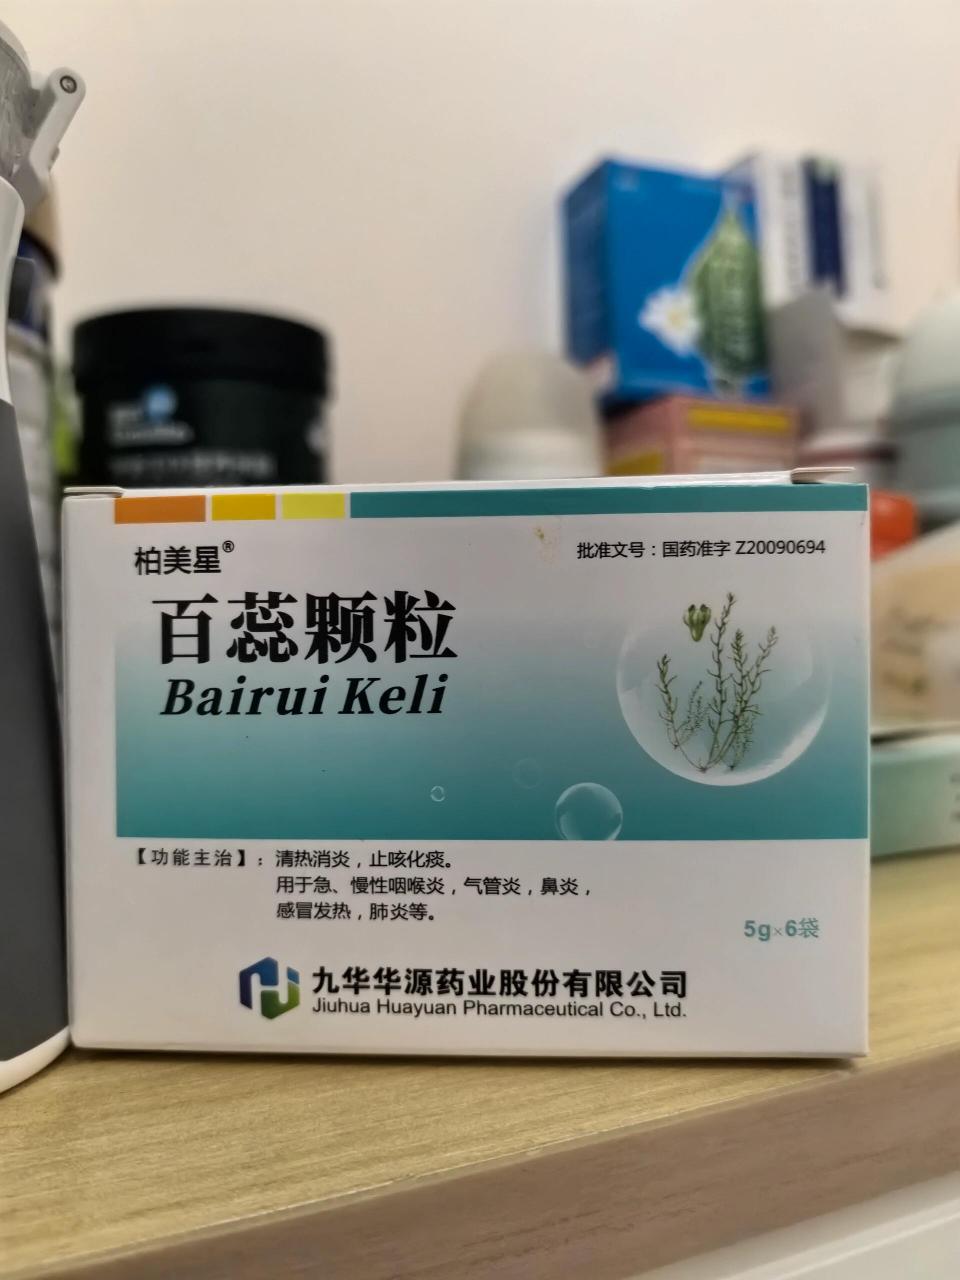 柏美星®
批准文号：国药准字 Z20090694
百蕊颗粒
Bairui Keli
【功能主治】：清热消炎，止咳化痰。
用于急、慢性咽喉炎，气管炎，鼻炎，
感冒发热，肺炎等。
5g×6袋
九华华源药业股份有限公司
Jiuhua Huayuan Pharmaceutical Co., Ltd.